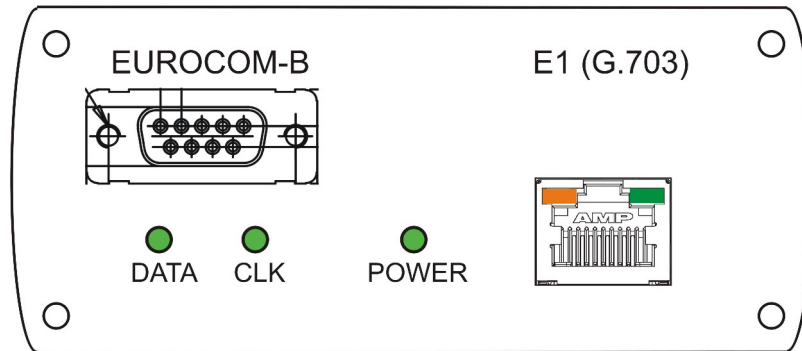 EUROCOM-B
E1 (G.703)
AMP
DATA
CLK
POWER